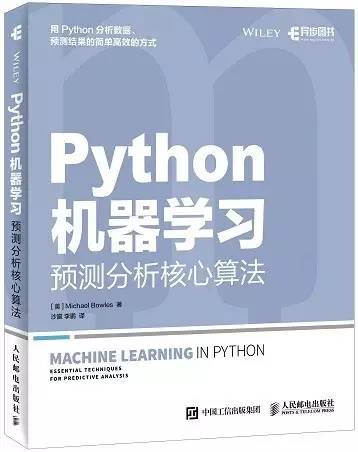 WILEY
Python
机器学习
预测分析核心算法
人民邮电出版社
用 Python 分析数据、
预测结果的简单高效的方式
WILEY 异步图书
Python
机器学习
预测分析核心算法
[美] Michael Bowles 著
沙嬴 李鹏 译
MACHINE LEARNING IN PYTHON
ESSENTIAL TECHNIQUES
FOR PREDICTIVE ANALYSIS
中国工信出版集团 人民邮电出版社